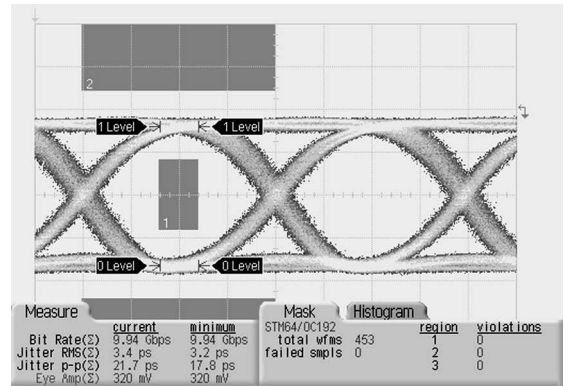 2
1 Level 1 Level
1
0 Level 0 Level
Measure
current minimum
Bit Rate(Σ) 9.94 Gbps 9.94 Gbps
Jitter RMS(Σ) 3.4 ps 3.2 ps
Jitter p-p(Σ) 21.7 ps 17.8 ps
Eye Amp(Σ) 320 mV 320 mV
Mask Histogram
STM64/OC192 region violations
total wfms 453 1 0
failed smpls 0 2 0
3 0